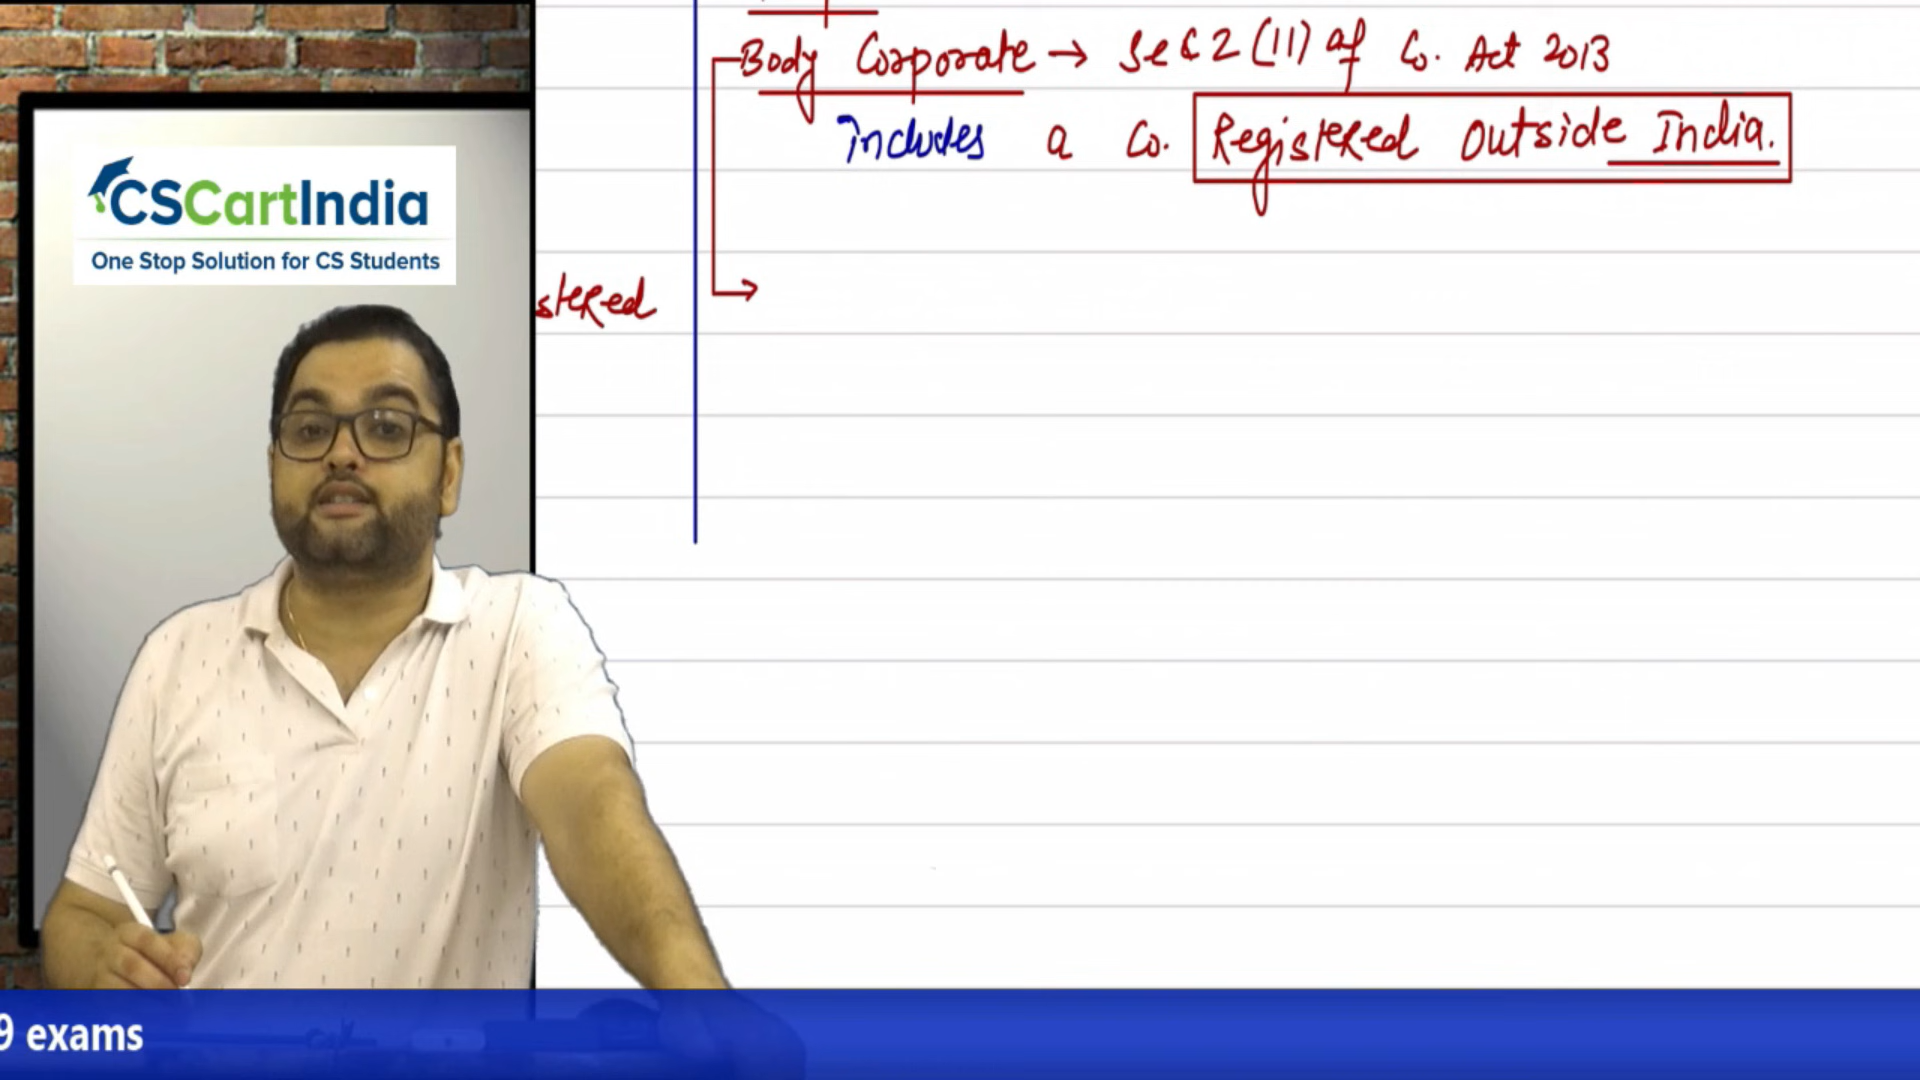 Body Corporate → Sec 2 (11) of Co. Act 2013
includes a Co. Registered Outside India.
CSCartIndia
One Stop Solution for CS Students
stered
9 exams